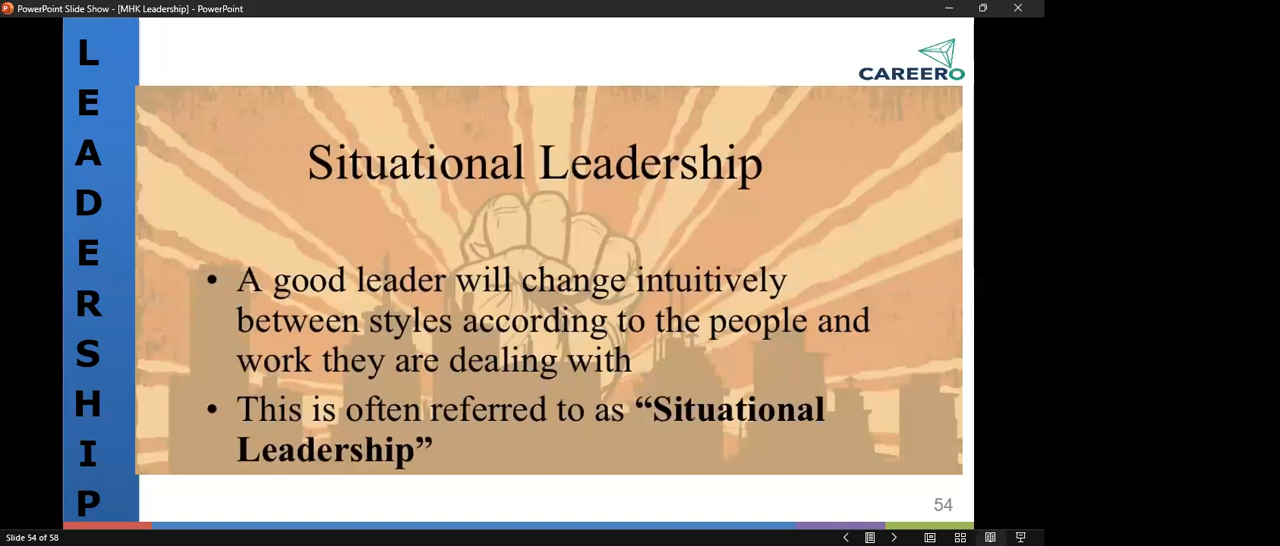 PowerPoint Slide Show - [MHK Leadership] - PowerPoint
L
E
A
D
E
R
S
H
I
P
CAREERO
Situational Leadership
• A good leader will change intuitively
between styles according to the people and
work they are dealing with
• This is often referred to as “Situational
Leadership”
54
Slide 54 of 58